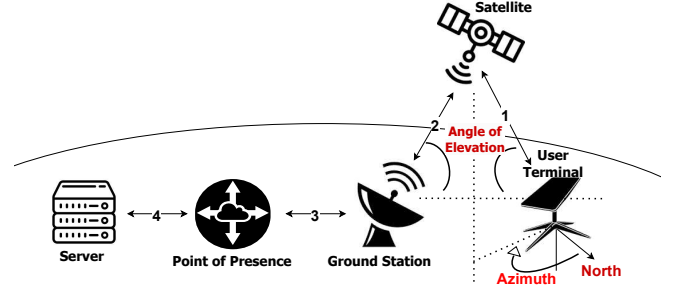 Satellite
1
2
Angle of
Elevation
User
Terminal
4
3
Server
Point of Presence
Ground Station
North
Azimuth